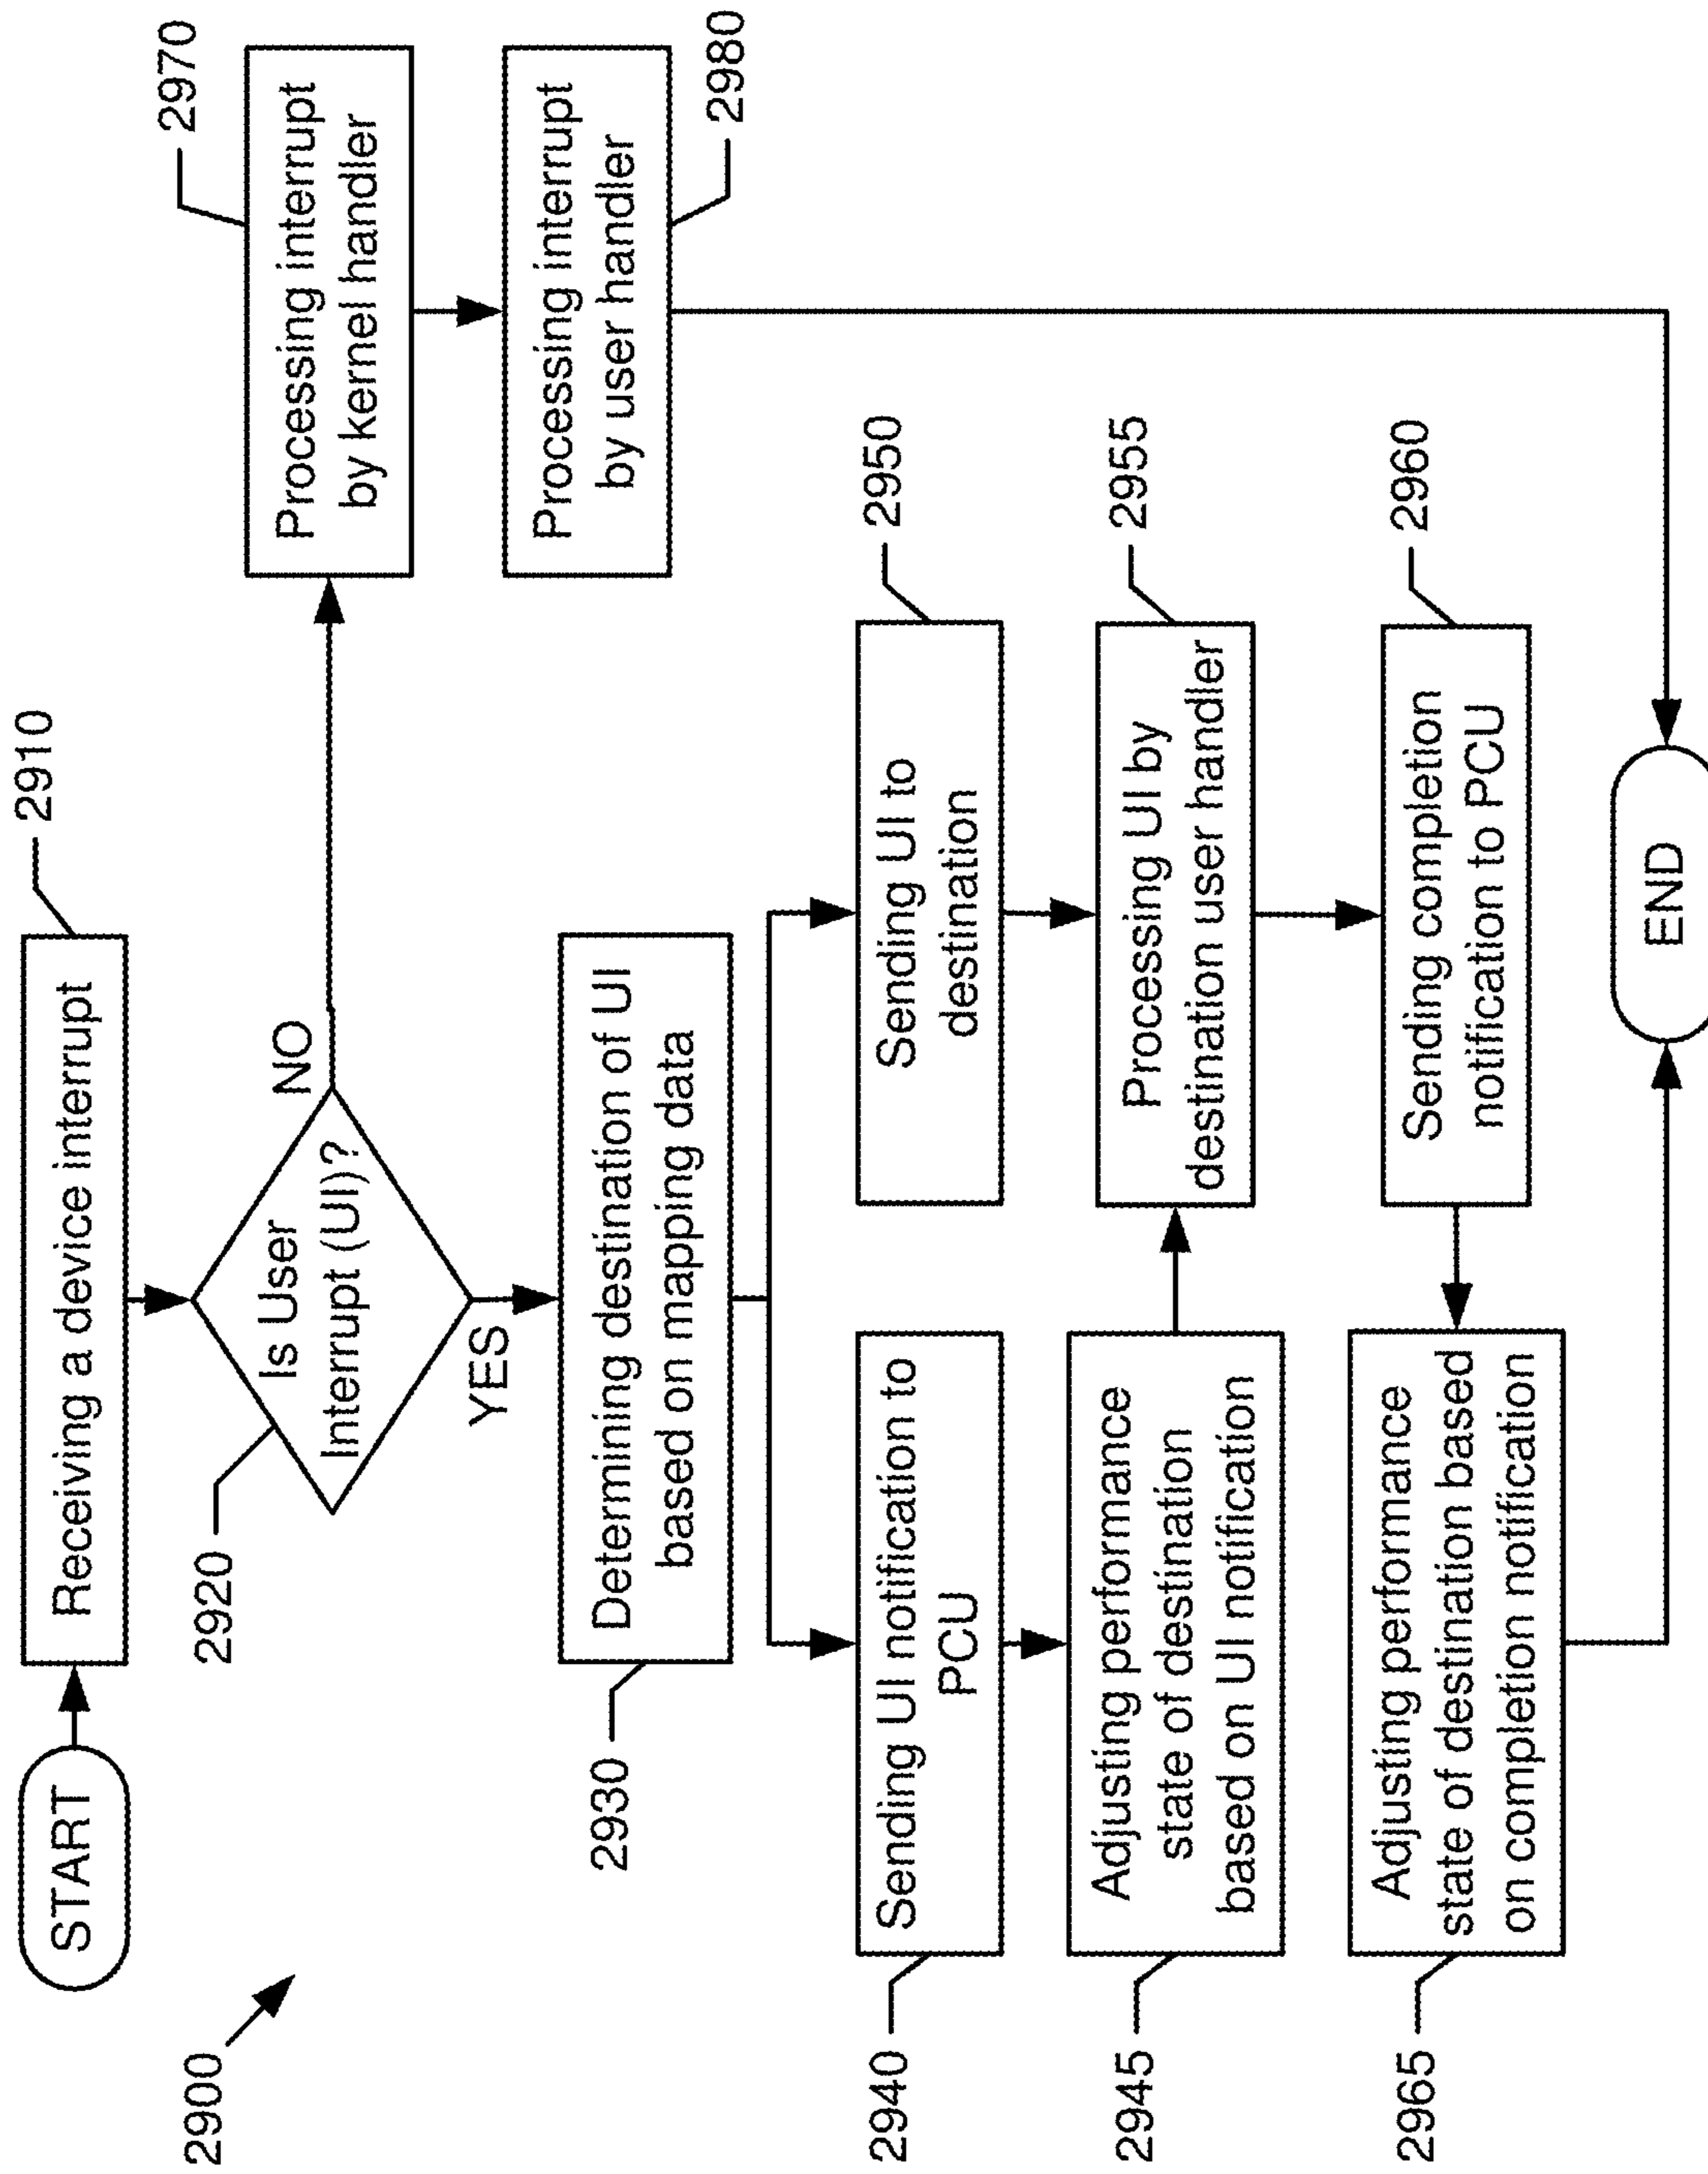 2900
START
Receiving a device interrupt
2910
2920
Is User
Interrupt (UI)?
NO
YES
2970
Processing interrupt
by kernel handler
Processing interrupt
by user handler
2980
2930
Determining destination of UI
based on mapping data
2940
Sending UI notification to
PCU
Sending UI to
destination
2950
2945
Adjusting performance
state of destination
based on UI notification
Processing UI by
destination user handler
2955
2965
Adjusting performance
state of destination based
on completion notification
Sending completion
notification to PCU
2960
END